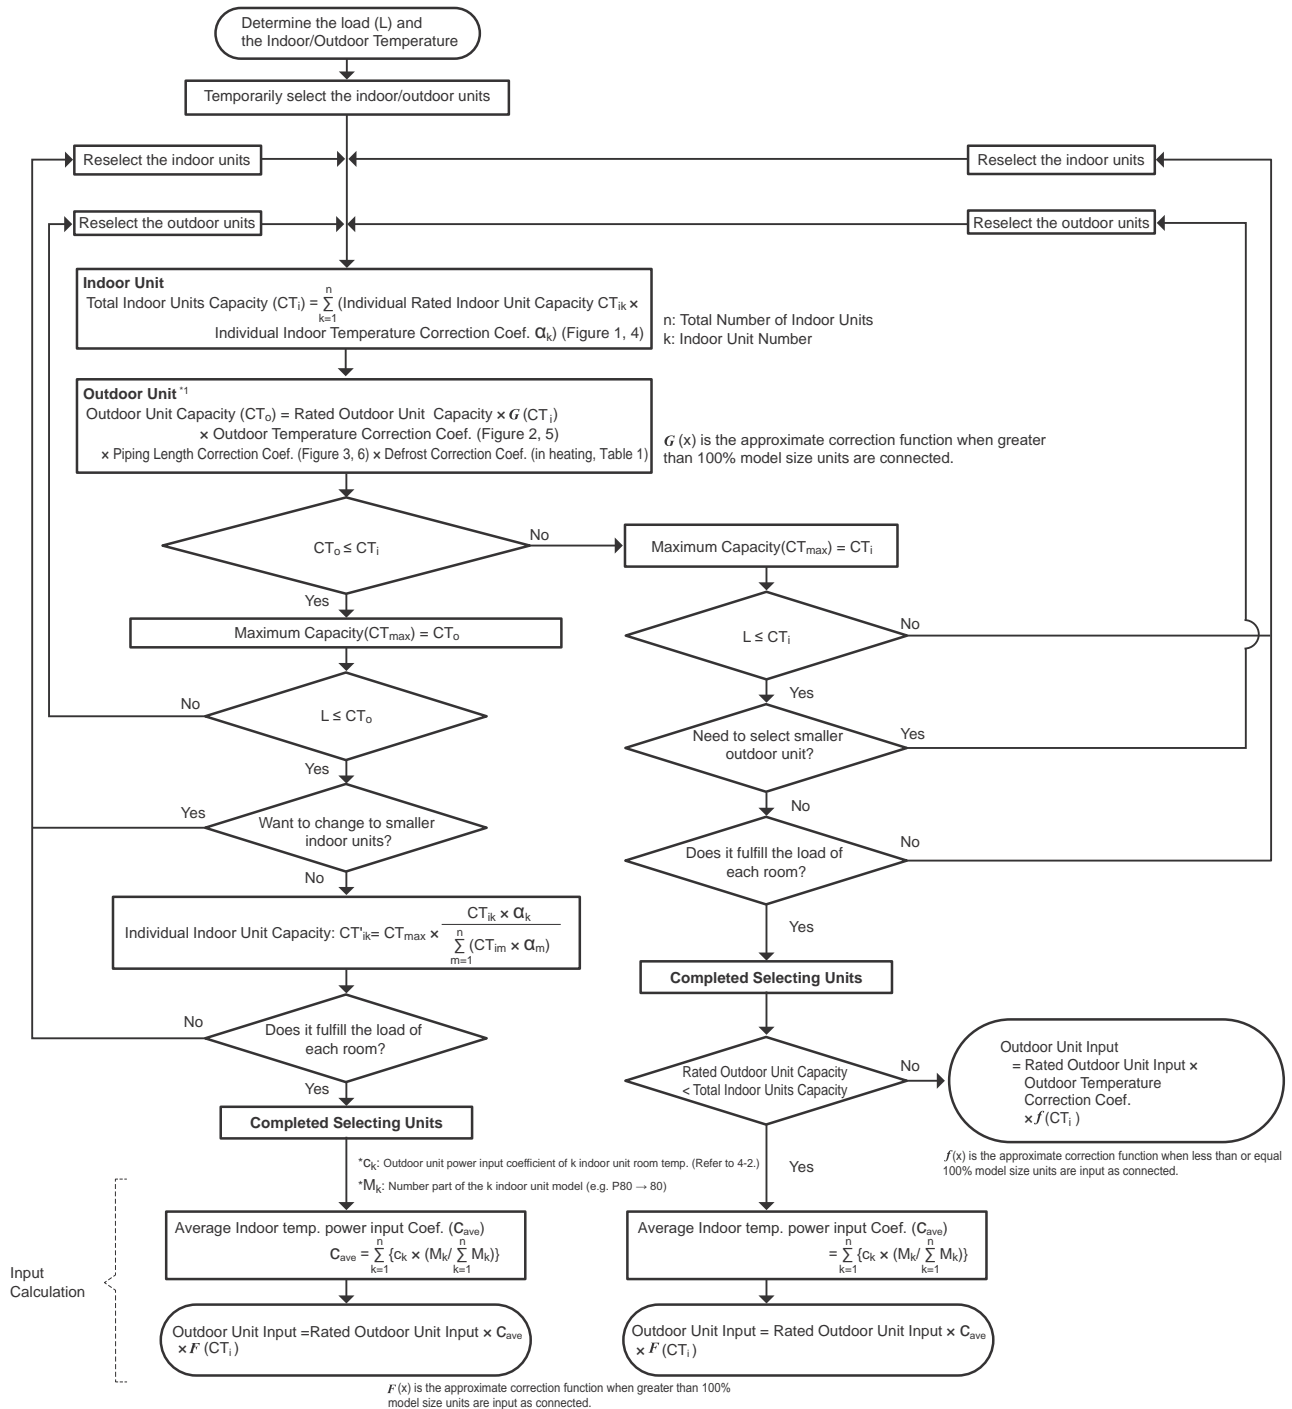 Determine the load (L) and
the Indoor/Outdoor Temperature
Temporarily select the indoor/outdoor units
Reselect the indoor units
Reselect the indoor units
Reselect the outdoor units
Reselect the outdoor units
Indoor Unit
Total Indoor Units Capacity (CTi) = n∑k=1 (Individual Rated Indoor Unit Capacity CTik ×
Individual Indoor Temperature Correction Coef. αk) (Figure 1, 4)
n: Total Number of Indoor Units
k: Indoor Unit Number
Outdoor Unit *1
Outdoor Unit Capacity (CTo) = Rated Outdoor Unit Capacity × G (CTi)
× Outdoor Temperature Correction Coef. (Figure 2, 5)
× Piping Length Correction Coef. (Figure 3, 6) × Defrost Correction Coef. (in heating, Table 1)
G (x) is the approximate correction function when greater
than 100% model size units are connected.
CTo ≤ CTi
No
Maximum Capacity(CTmax) = CTi
Yes
Maximum Capacity(CTmax) = CTo
L ≤ CTi
No
Yes
L ≤ CTo
No
Yes
Need to select smaller
outdoor unit?
Yes
No
Want to change to smaller
indoor units?
Yes
No
Does it fulfill the load of
each room?
No
Yes
Individual Indoor Unit Capacity: CT'ik= CTmax × CTik × αk / n∑m=1 (CTim × αm)
Completed Selecting Units
Does it fulfill the load of
each room?
No
Yes
Rated Outdoor Unit Capacity
< Total Indoor Units Capacity
No
Yes
Outdoor Unit Input
= Rated Outdoor Unit Input ×
Outdoor Temperature
Correction Coef.
× f (CTi)
f (x) is the approximate correction function when less than or equal
100% model size units are input as connected.
Completed Selecting Units
*ck: Outdoor unit power input coefficient of k indoor unit room temp. (Refer to 4-2.)
*Mk: Number part of the k indoor unit model (e.g. P80 → 80)
Input
Calculation
Average Indoor temp. power input Coef. (Cave)
Cave = n∑k=1 {ck × (Mk/ n∑k=1 Mk)}
Average Indoor temp. power input Coef. (Cave)
= n∑k=1 {ck × (Mk/ n∑k=1 Mk)}
Outdoor Unit Input =Rated Outdoor Unit Input × Cave
× F (CTi)
Outdoor Unit Input = Rated Outdoor Unit Input × Cave
× F (CTi)
F (x) is the approximate correction function when greater than 100%
model size units are input as connected.